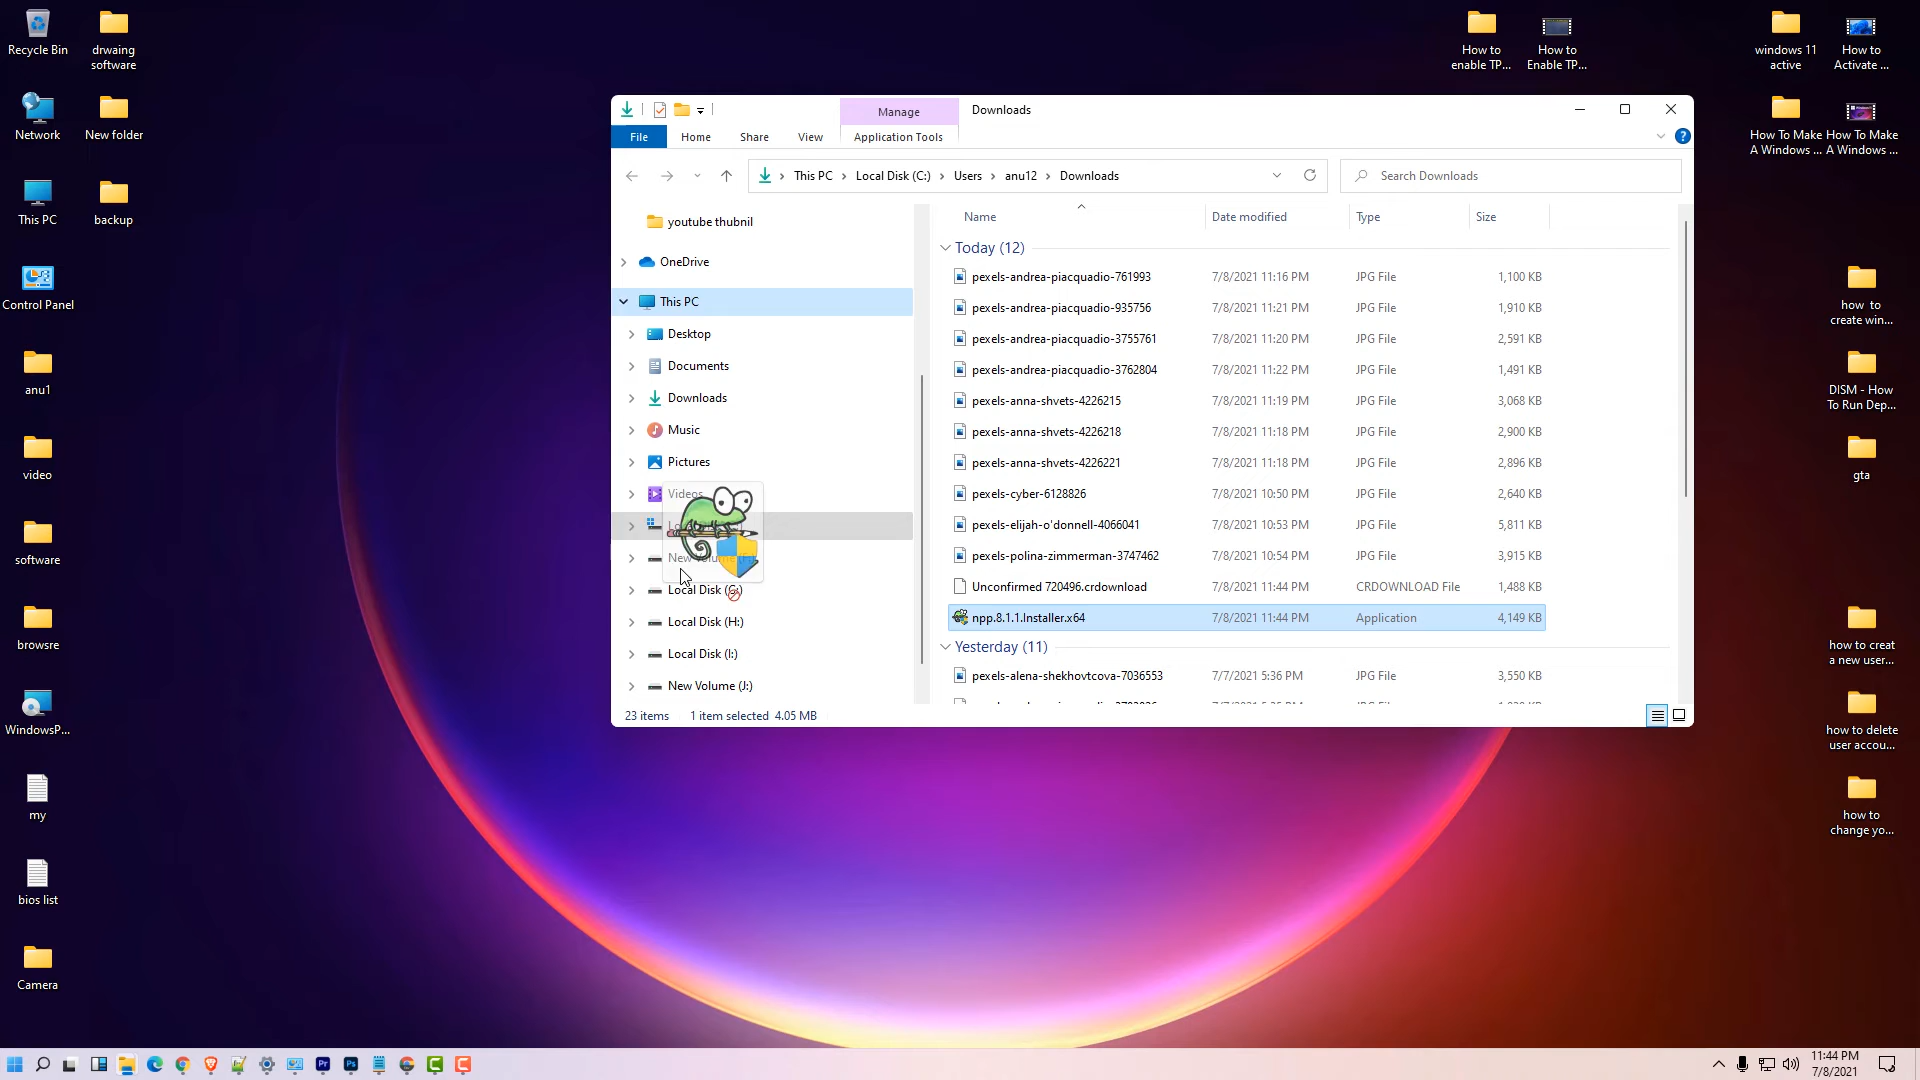 Recycle Bin
drwaing
software
Network
New folder
This PC
backup
Control Panel
anu1
video
software
browsre
WindowsP...
my
bios list
Camera
How to
enable TP...
How to
Enable TP...
windows 11
active
How to
Activate ...
How To Make
A Windows ...
How To Make
A Windows ...
how to
create win...
DISM - How
To Run Dep...
gta
how to creat
a new user...
how to delete
user accou...
how to
change yo...
Manage
Downloads
File
Home
Share
View
Application Tools
This PC
Local Disk (C:)
Users
anu12
Downloads
Search Downloads
youtube thubnil
OneDrive
This PC
Desktop
Documents
Downloads
Music
Pictures
Videos
New Volume
Local Disk
Local Disk (H:)
Local Disk (I:)
New Volume (J:)
Name Date modified Type Size
Today (12)
pexels-andrea-piacquadio-761993 7/8/2021 11:16 PM JPG File 1,100 KB
pexels-andrea-piacquadio-935756 7/8/2021 11:21 PM JPG File 1,910 KB
pexels-andrea-piacquadio-3755761 7/8/2021 11:20 PM JPG File 2,591 KB
pexels-andrea-piacquadio-3762804 7/8/2021 11:22 PM JPG File 1,491 KB
pexels-anna-shvets-4226215 7/8/2021 11:19 PM JPG File 3,068 KB
pexels-anna-shvets-4226218 7/8/2021 11:18 PM JPG File 2,900 KB
pexels-anna-shvets-4226221 7/8/2021 11:18 PM JPG File 2,896 KB
pexels-cyber-6128826 7/8/2021 10:50 PM JPG File 2,640 KB
pexels-elijah-o'donnell-4066041 7/8/2021 10:53 PM JPG File 5,811 KB
pexels-polina-zimmerman-3747462 7/8/2021 10:54 PM JPG File 3,915 KB
Unconfirmed 720496.crdownload 7/8/2021 11:44 PM CRDOWNLOAD File 1,488 KB
npp.8.1.1.Installer.x64 7/8/2021 11:44 PM Application 4,149 KB
Yesterday (11)
pexels-alena-shekhovtcova-7036553 7/7/2021 5:36 PM JPG File 3,550 KB
23 items 1 item selected 4.05 MB
11:44 PM
7/8/2021